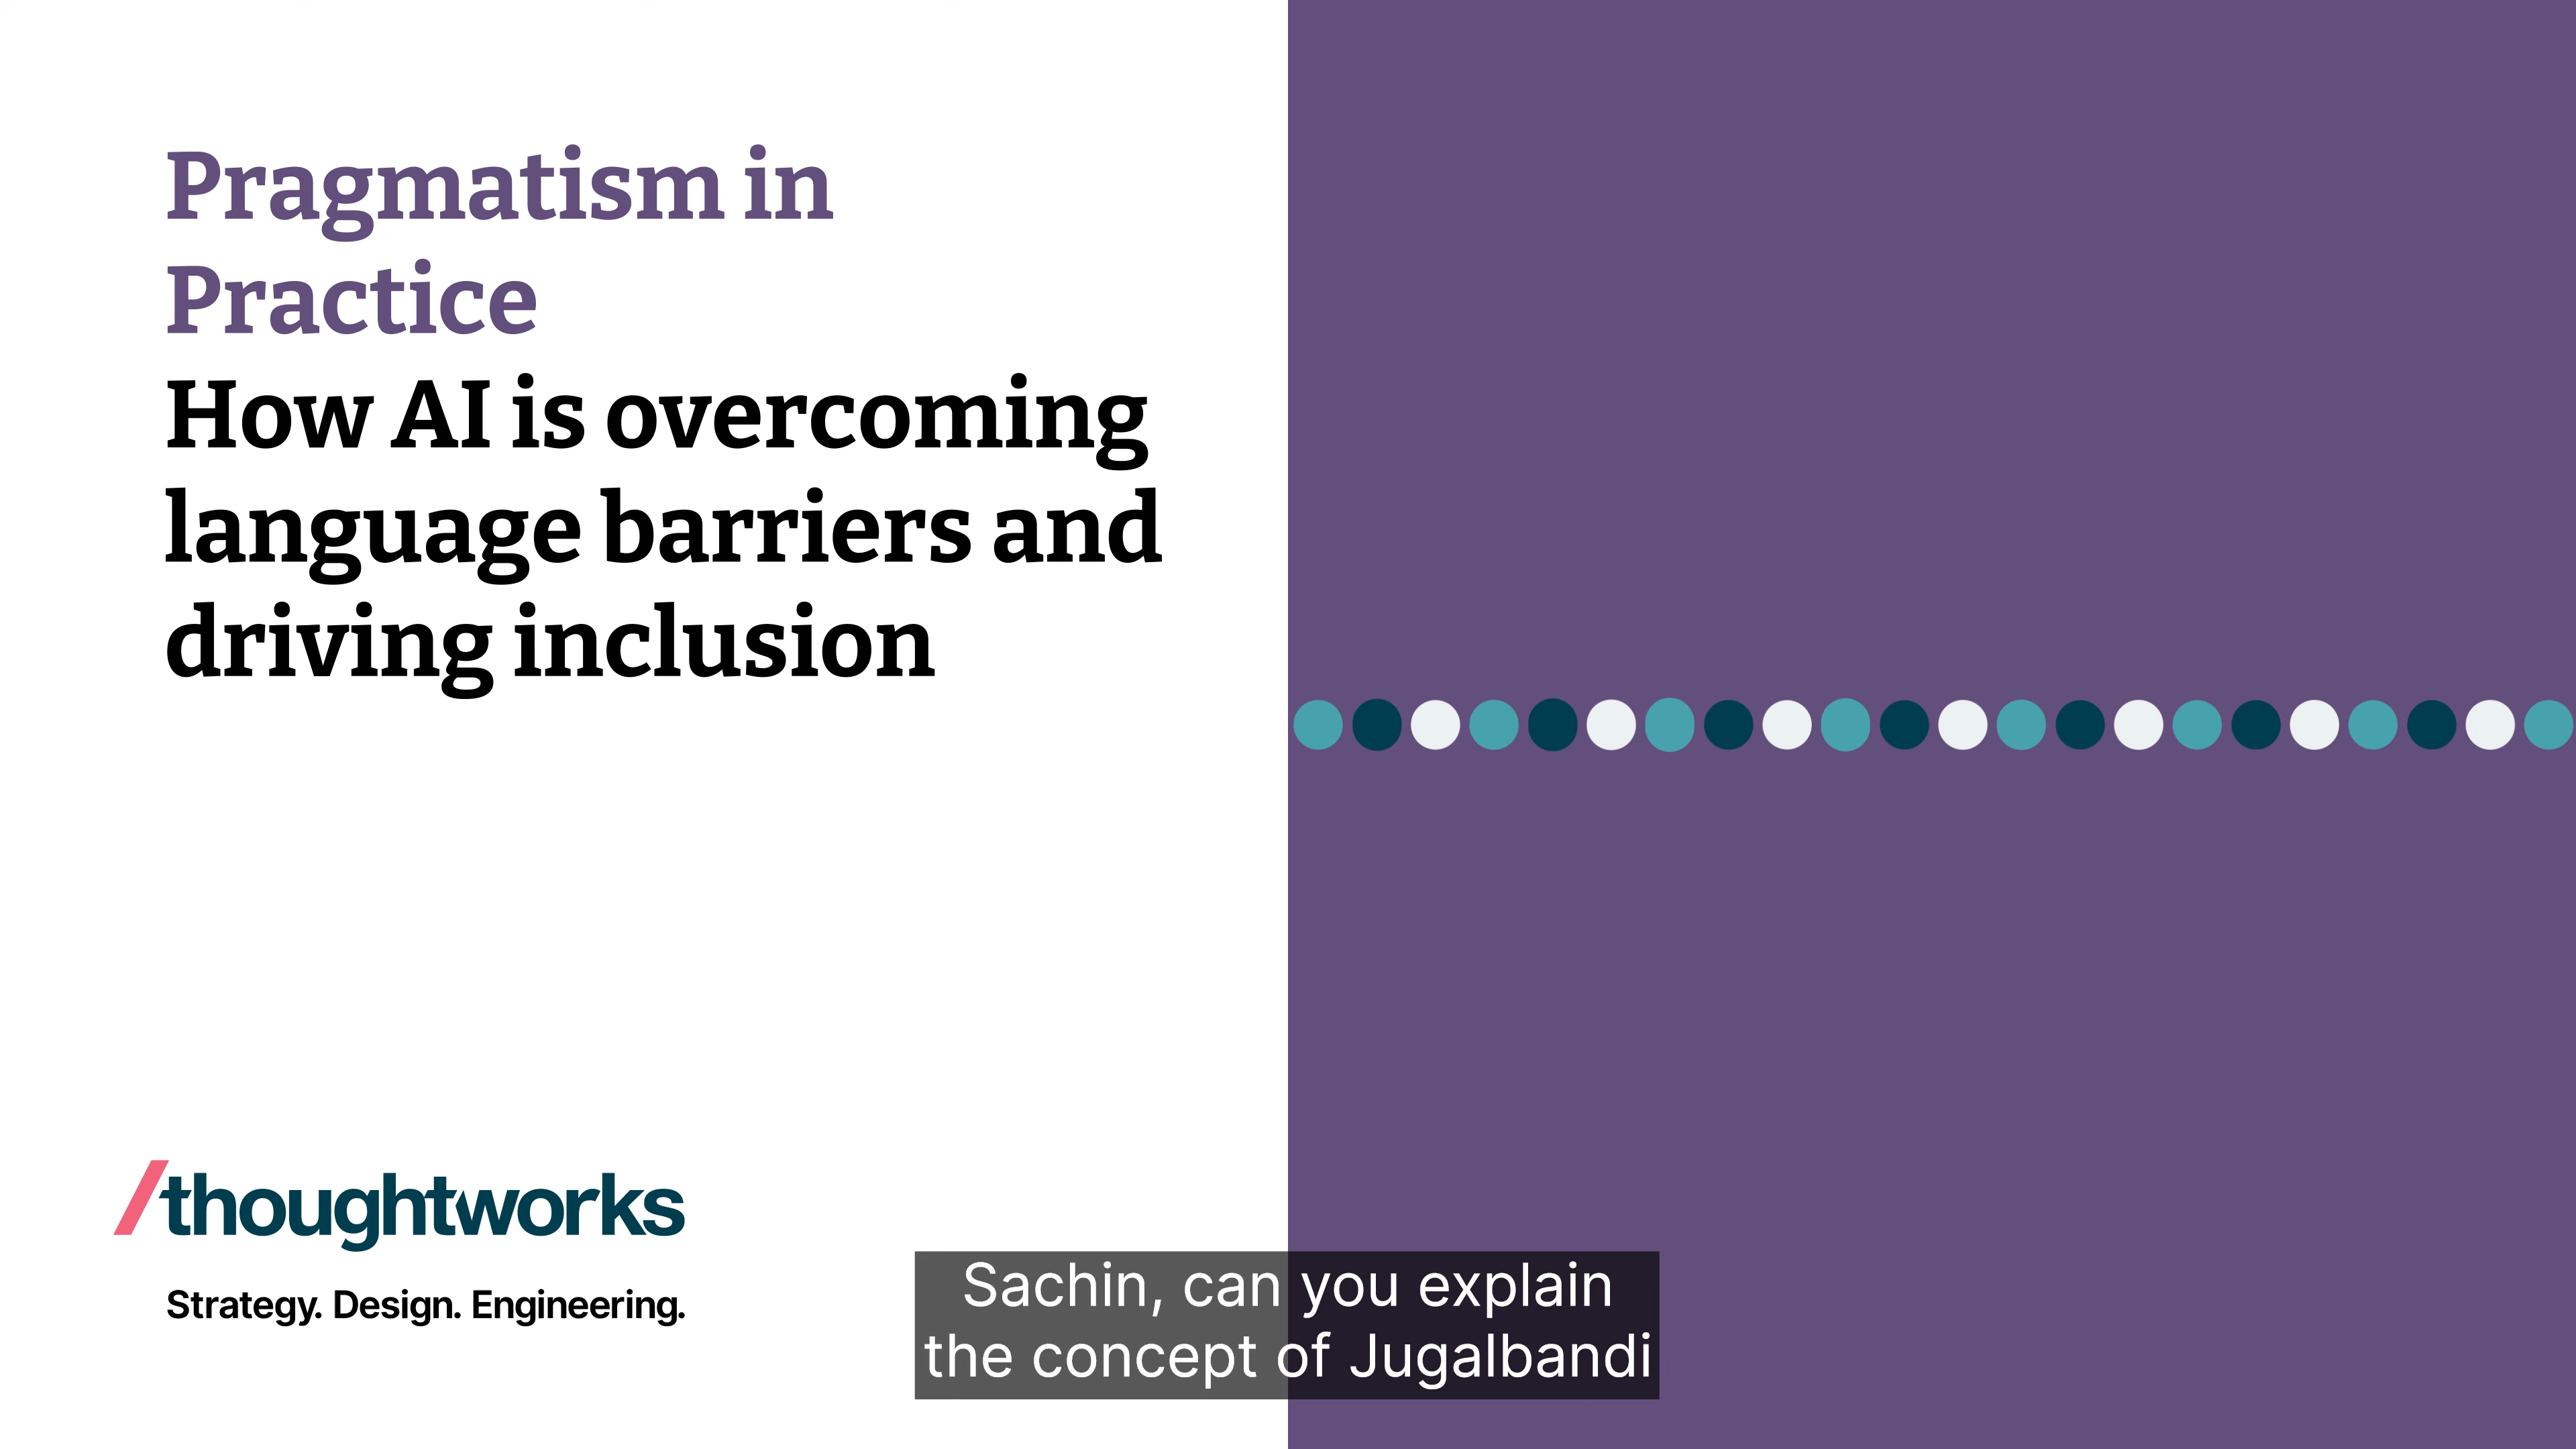 Pragmatism in
Practice
How AI is overcoming
language barriers and
driving inclusion
/thoughtworks
Strategy. Design. Engineering.
Sachin, can you explain
the concept of Jugalbandi